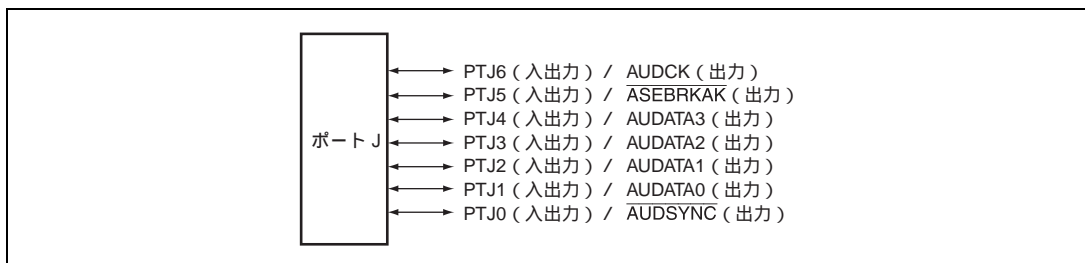 PTJ6（入出力）/ AUDCK（出力）
PTJ5（入出力）/ ASEBRKAK（出力）
PTJ4（入出力）/ AUDATA3（出力）
ポート J
PTJ3（入出力）/ AUDATA2（出力）
PTJ2（入出力）/ AUDATA1（出力）
PTJ1（入出力）/ AUDATA0（出力）
PTJ0（入出力）/ AUDSYNC（出力）